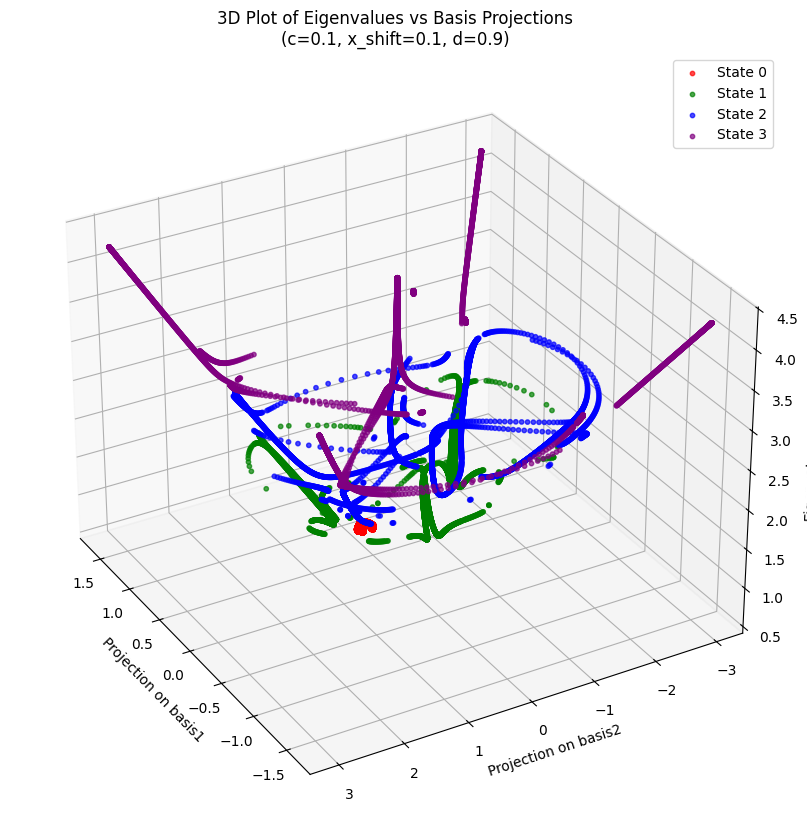 3D Plot of Eigenvalues vs Basis Projections
(c=0.1, x_shift=0.1, d=0.9)
State 0
State 1
State 2
State 3
4.5
4.0
3.5
3.0
2.5
2.0
1.5
1.0
0.5
1.5
1.0
0.5
0.0
−0.5
−1.0
−1.5
Projection on basis1
3
2
1
0
−1
−2
−3
Projection on basis2